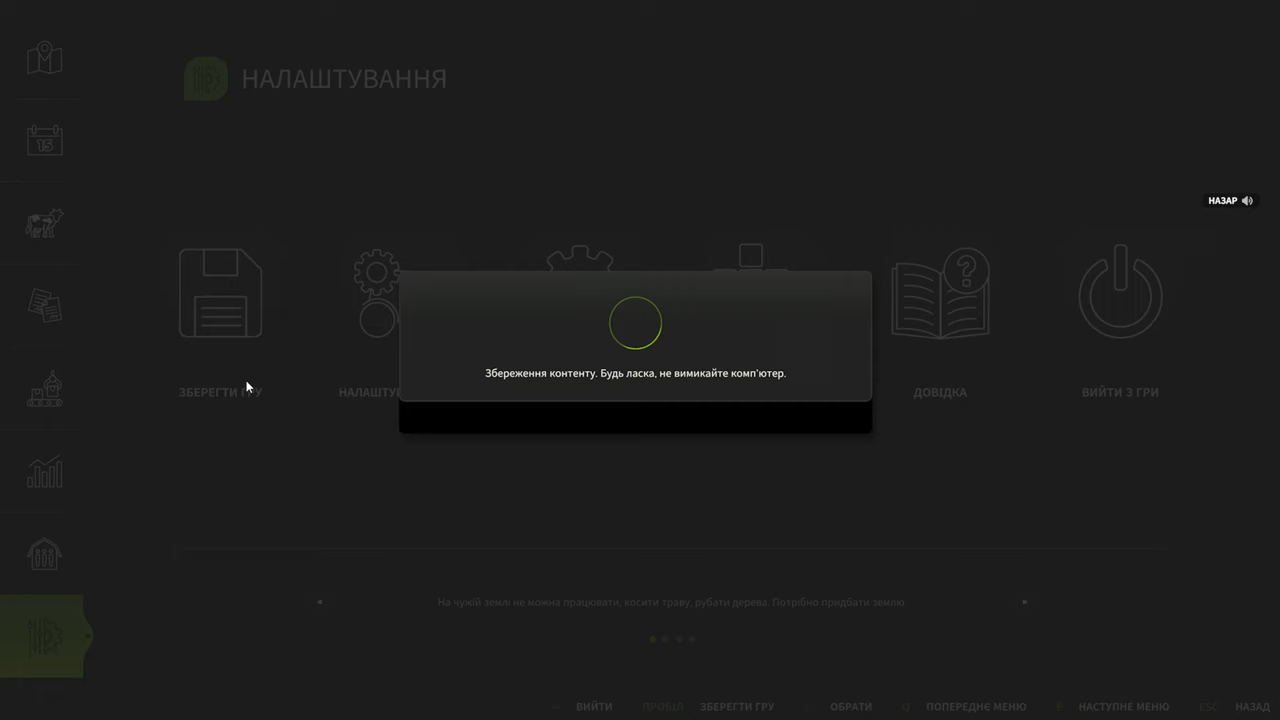 НАЛАШТУВАННЯ
15
НАЗАР
Збереження контенту. Будь ласка, не вимикайте комп'ютер.
ЗБЕРЕГТИ ГРУ
ДОВІДКА
ВИЙТИ З ГРИ
На чужій землі не можна працювати, косити траву, рубати дерева. Потрібно придбати землю.
ВИЙТИ
ПРОБІЛ ЗБЕРЕГТИ ГРУ
ОБРАТИ
Q ПОПЕРЕДНЄ МЕНЮ
E НАСТУПНЕ МЕНЮ
ESC НАЗАД